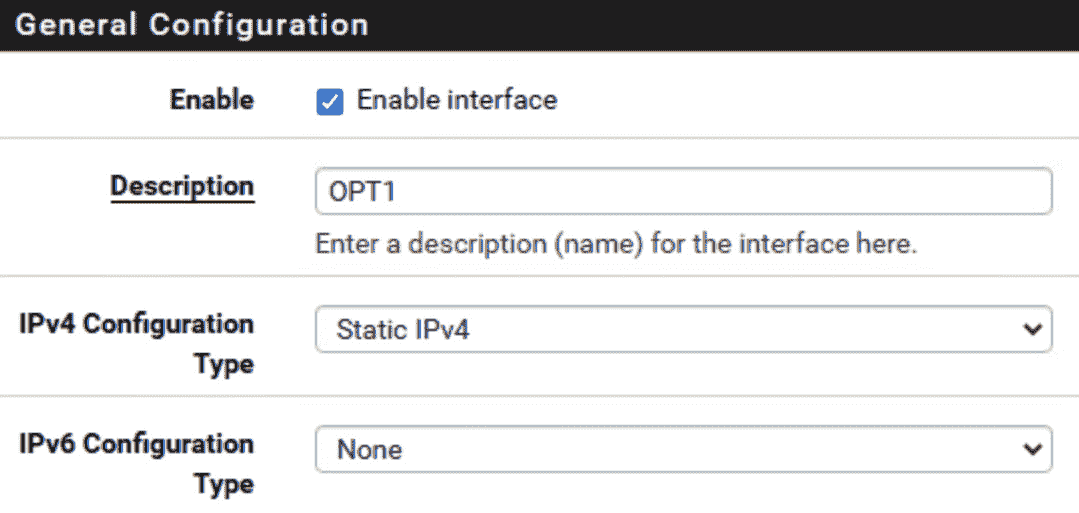 General Configuration
Enable Enable interface
Description OPT1
Enter a description (name) for the interface here.
IPv4 Configuration Type Static IPv4
IPv6 Configuration Type None